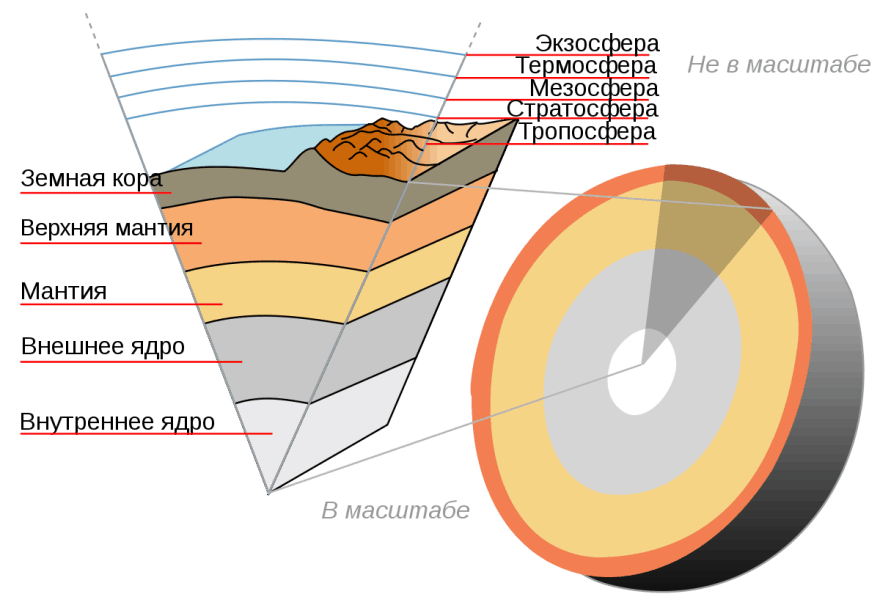 Экзосфера
Термосфера
Мезосфера
Стратосфера
Тропосфера
Не в масштабе
Земная кора
Верхняя мантия
Мантия
Внешнее ядро
Внутреннее ядро
В масштабе